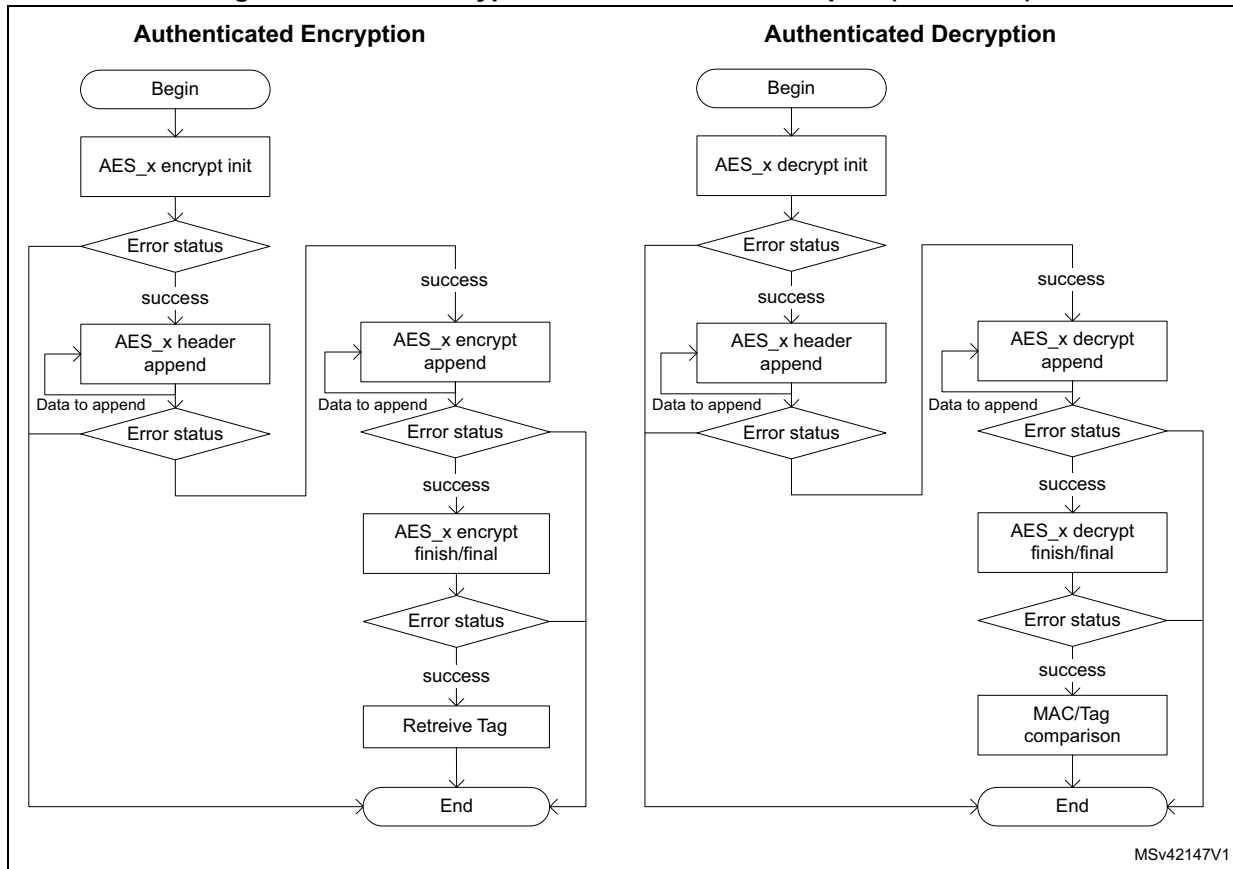 Authenticated Encryption
Begin
AES_x encrypt init
Error status
success
AES_x header
append
Data to append
Error status
success
AES_x encrypt
append
Data to append
Error status
success
AES_x encrypt
finish/final
Error status
success
Retreive Tag
End
Authenticated Decryption
Begin
AES_x decrypt init
Error status
success
AES_x header
append
Data to append
Error status
success
AES_x decrypt
append
Data to append
Error status
success
AES_x decrypt
finish/final
Error status
success
MAC/Tag
comparison
End
MSv42147V1